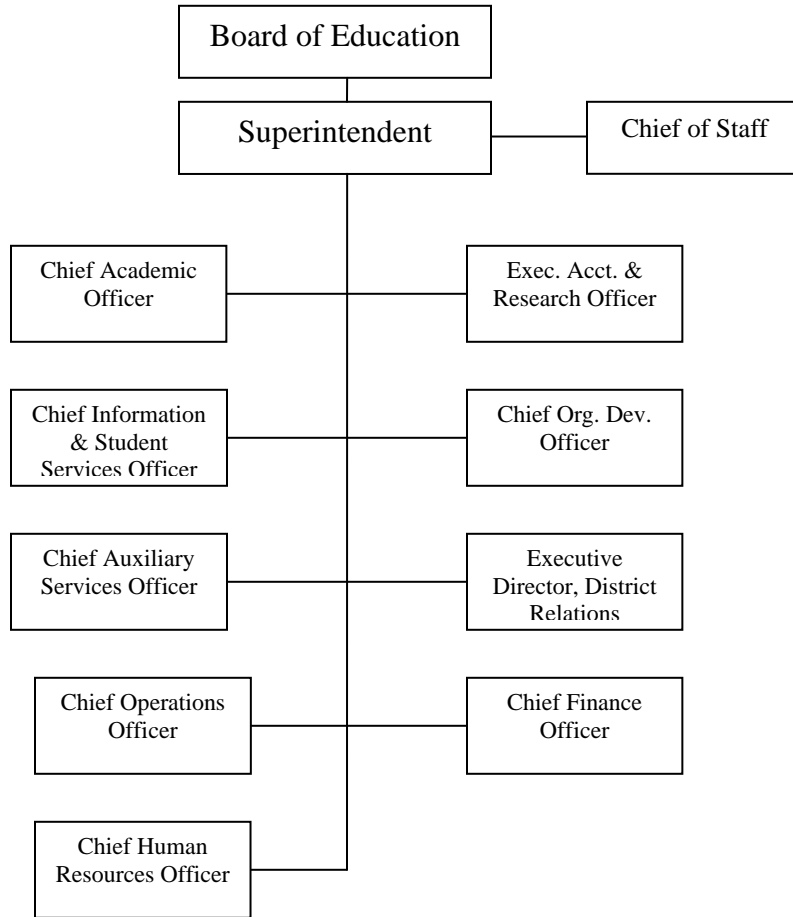 Board of Education
Superintendent
Chief of Staff
Chief Academic
Officer
Exec. Acct. &
Research Officer
Chief Information
& Student
Services Officer
Chief Org. Dev.
Officer
Chief Auxiliary
Services Officer
Executive
Director, District
Relations
Chief Operations
Officer
Chief Finance
Officer
Chief Human
Resources Officer